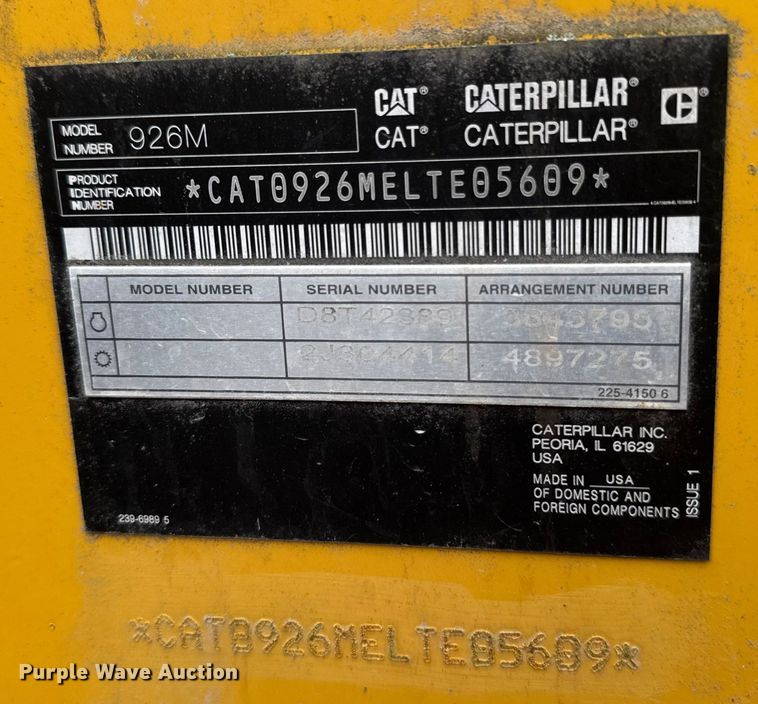 CAT® CATERPILLAR® C®
MODEL NUMBER 926M CAT® CATERPILLAR®
PRODUCT IDENTIFICATION NUMBER *CAT0926MELTE05609*
MODEL NUMBER SERIAL NUMBER ARRANGEMENT NUMBER
4897275
225-4150 6
CATERPILLAR INC.
PEORIA, IL 61629
USA
MADE IN USA
OF DOMESTIC AND
FOREIGN COMPONENTS
ISSUE 1
239-6989 5
*CAT0926MELTE05609*
Purple Wave Auction